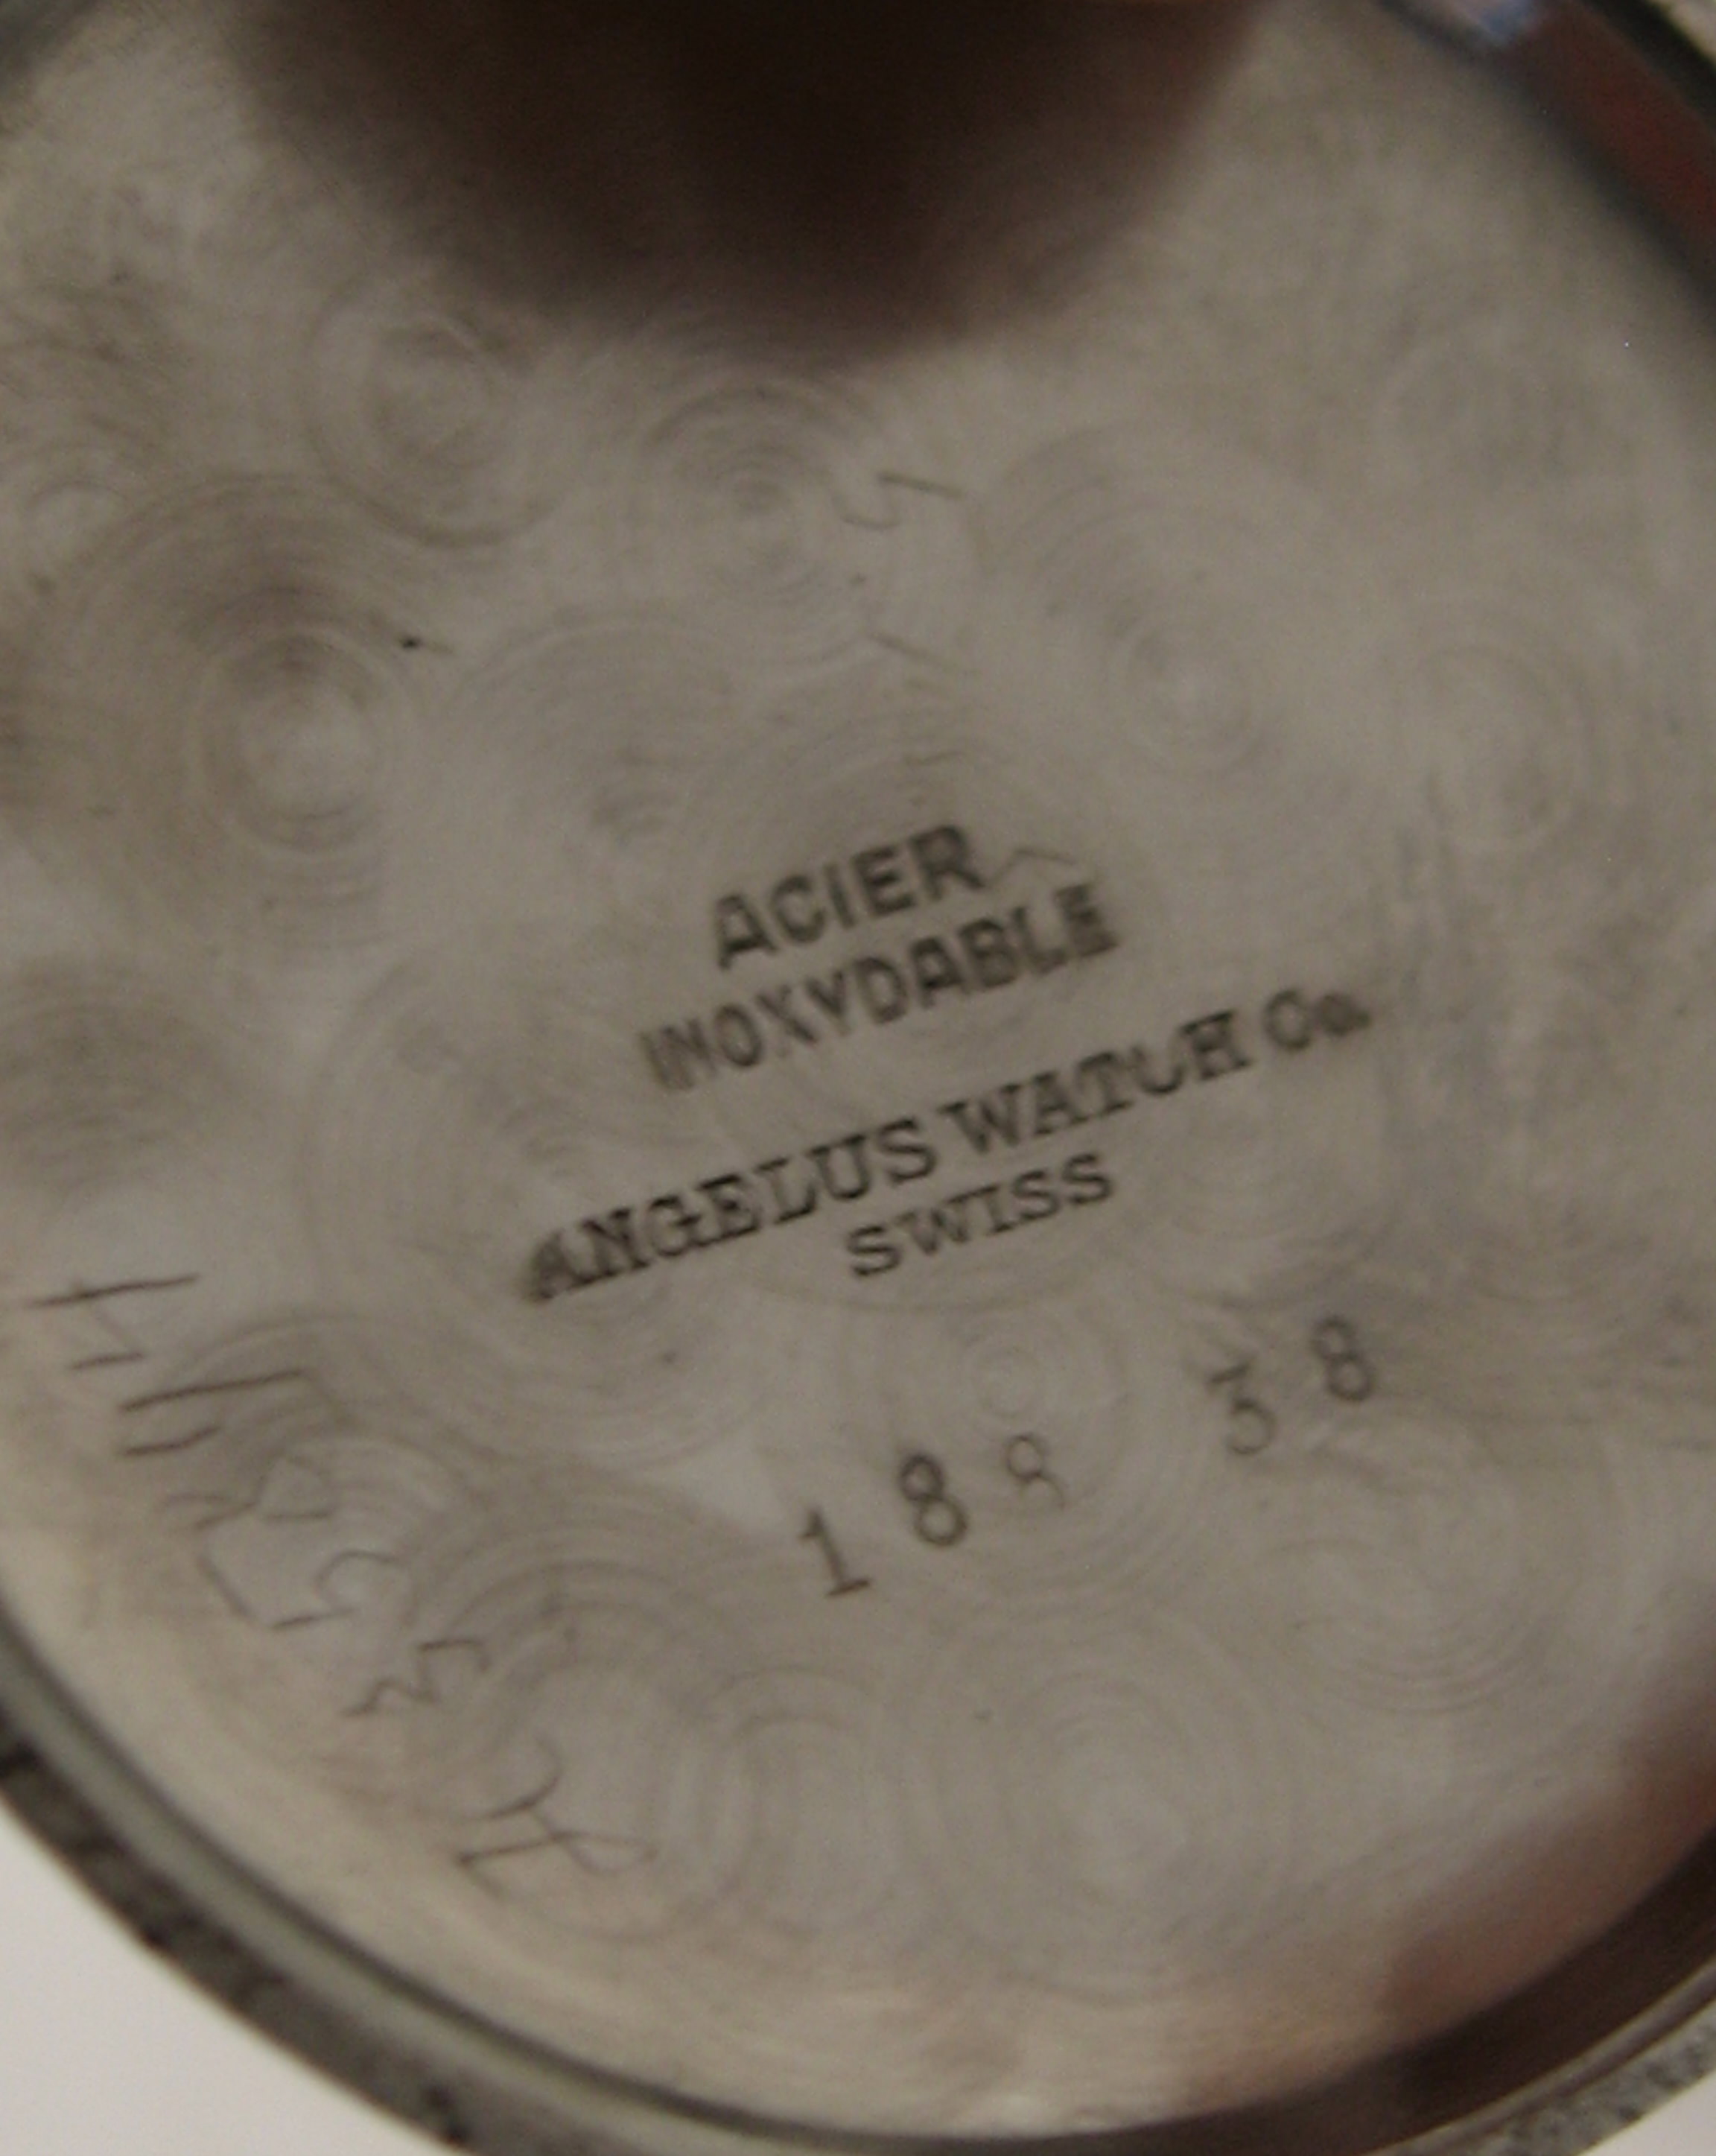 ACIER
INOXYDABLE
ANGELUS WATCH Co.
SWISS
188 38